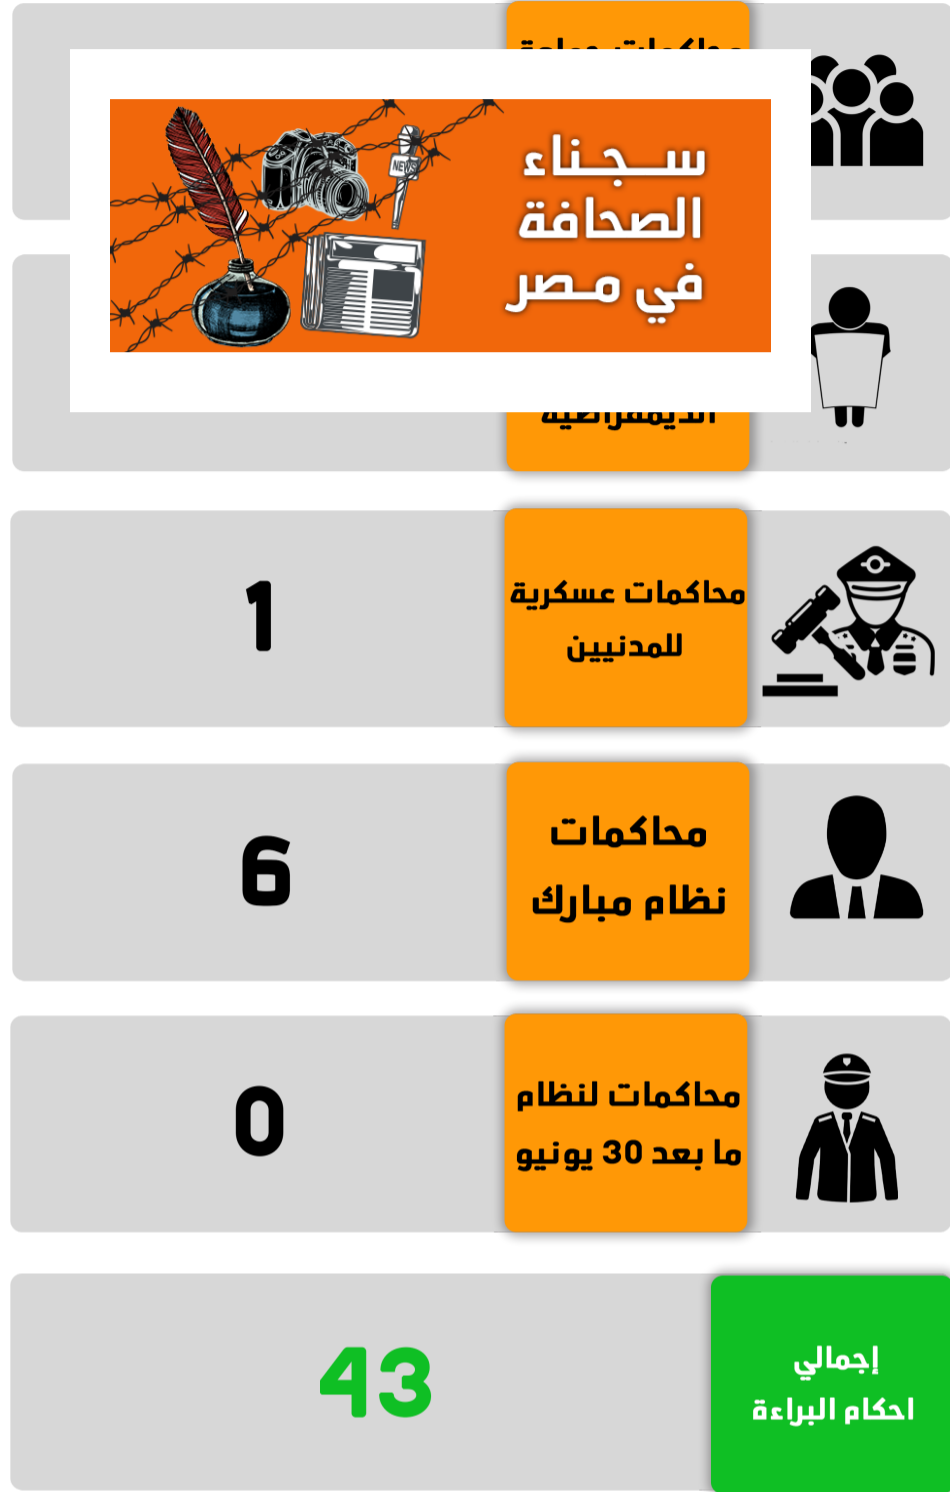 سجناء
الصحافة
في مصر
NEWS
الديمقراطية
محاكمات عسكرية
للمدنيين
1
محاكمات
نظام مبارك
6
محاكمات لنظام
ما بعد 30 يونيو
0
إجمالي
احكام البراءة
43